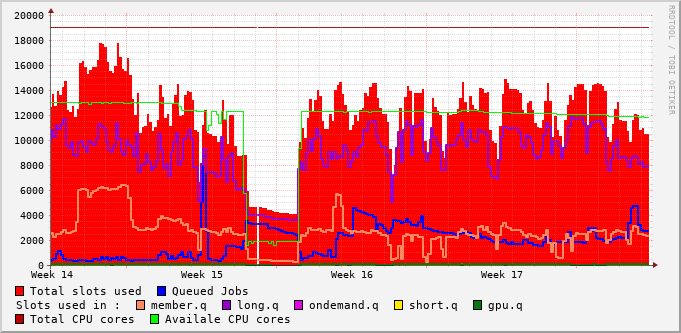 20000
18000
16000
14000
12000
10000
8000
6000
4000
2000
0
Week 14 Week 15 Week 16 Week 17
Total slots used Queued Jobs
Slots used in : member.q long.q ondemand.q short.q gpu.q
Total CPU cores Availale CPU cores
RRDTOOL / TOBI OETIKER